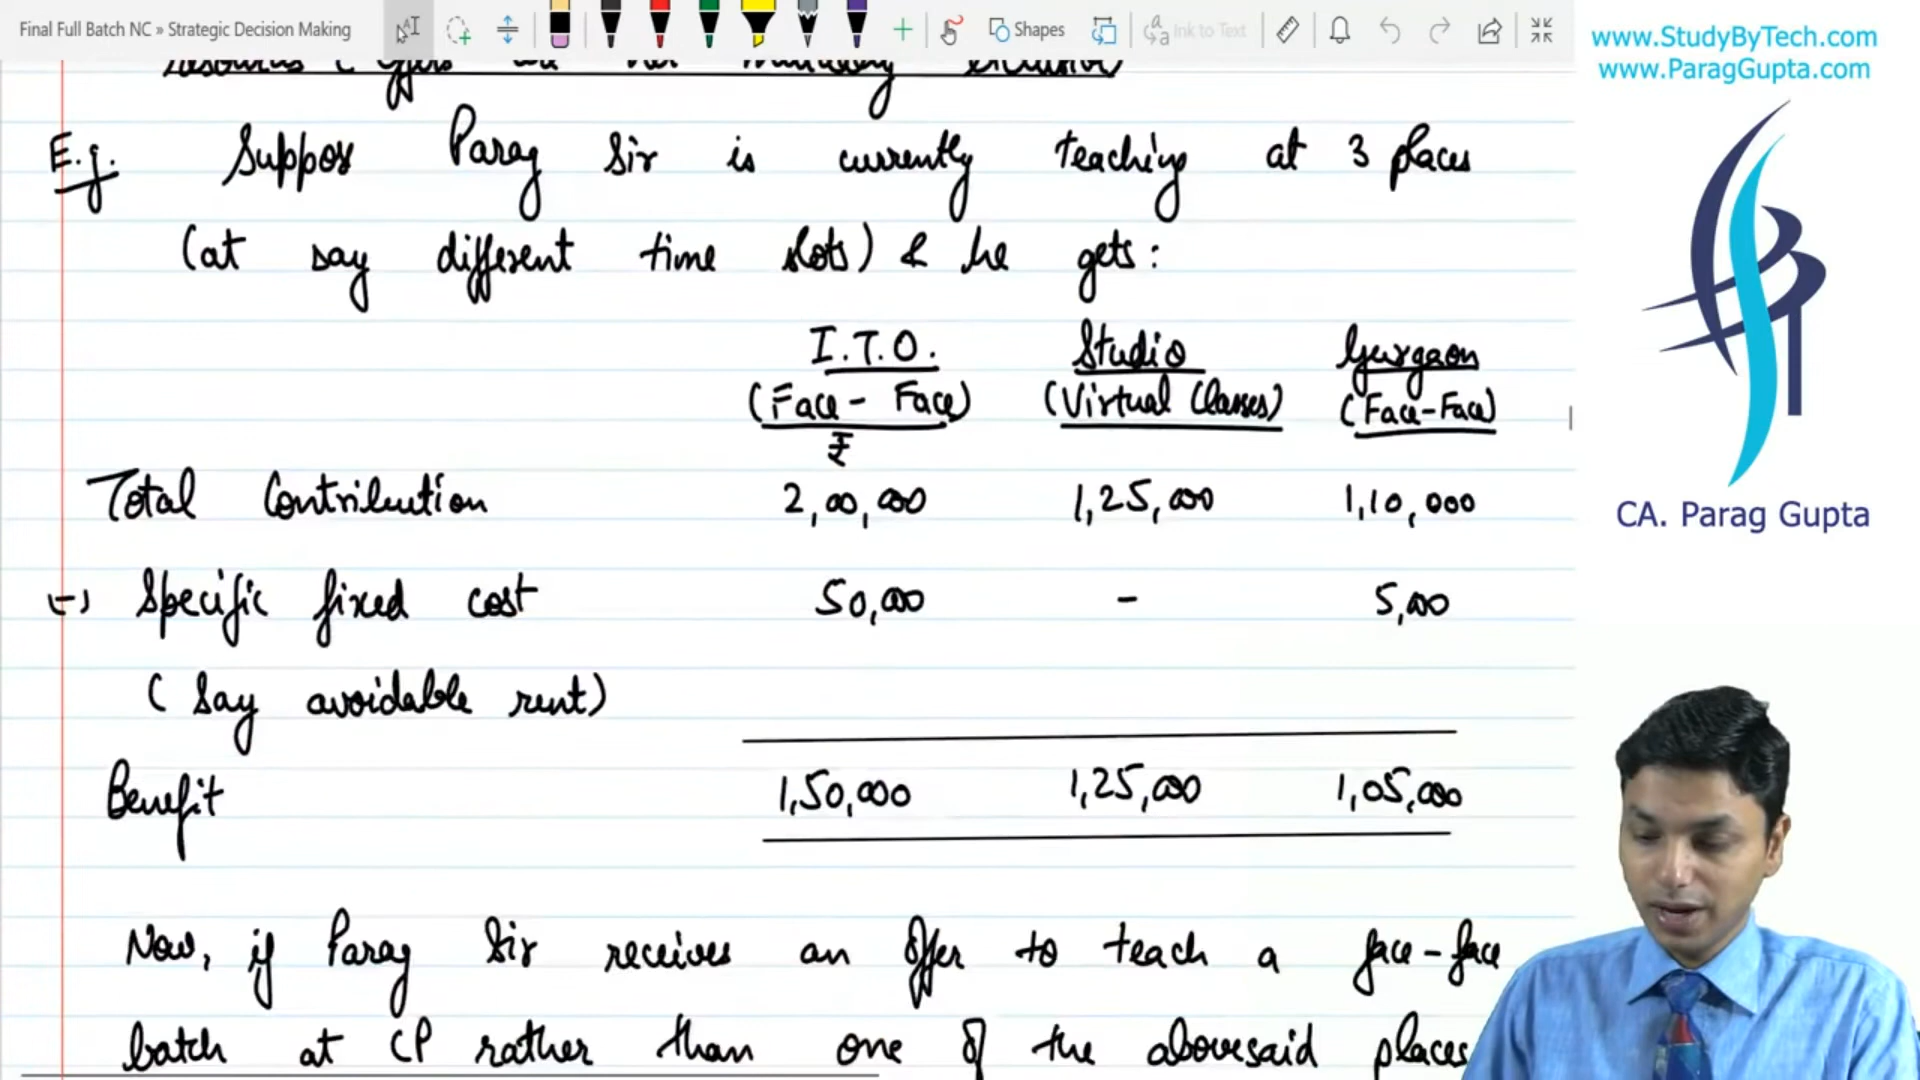 Final Full Batch NC » Strategic Decision Making
Shapes
Ink to Text
www.StudyByTech.com
www.ParagGupta.com
CA. Parag Gupta
E.g. Suppos Parag Sir is currently teaching at 3 places
(at say different time slots) & he gets:
I.T.O. Studio Gurgaon
(Face - Face) (Virtual Classes) (Face-Face)
₹
Total Contribution 2,00,000 1,25,000 1,10,000
(-) Specific fixed cost 50,000 - 5,000
(Say avoidable rent)
Benefit 1,50,000 1,25,000 1,05,000
Now, if Parag Sir receives an offer to teach a face-face
batch at CP rather than one of the abovesaid places